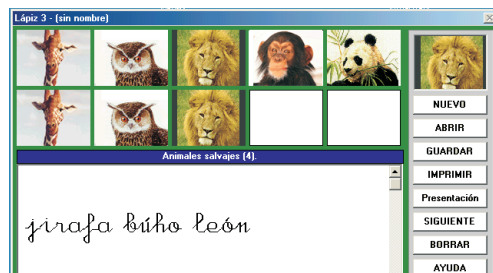 Lápiz 3 - (sin nombre)
NUEVO
ABRIR
GUARDAR
IMPRIMIR
Presentación
SIGUIENTE
BORRAR
AYUDA
Animales salvajes (4).
jirafa búho león